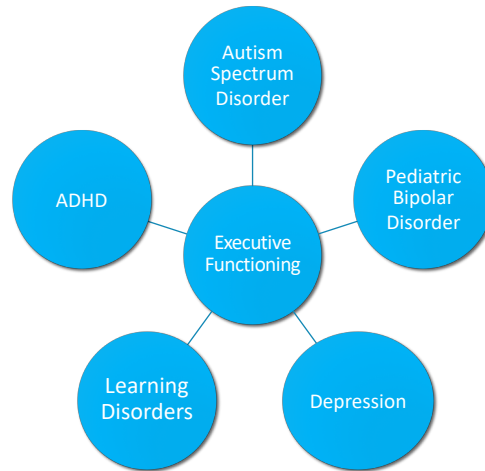 Autism
Spectrum
Disorder
ADHD
Pediatric
Bipolar
Disorder
Executive
Functioning
Learning
Disorders
Depression